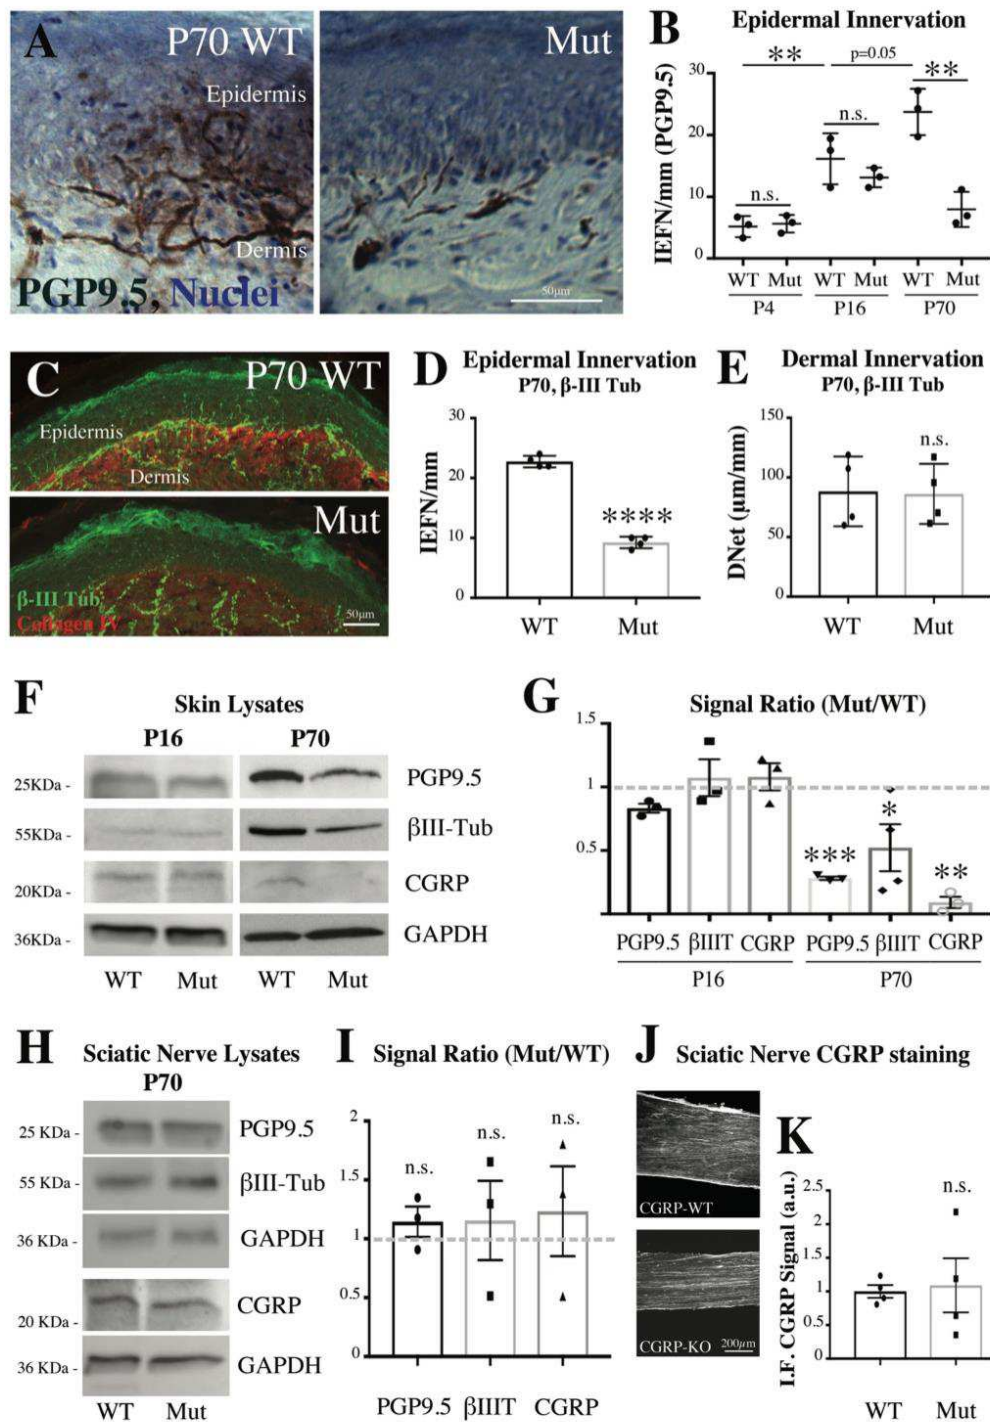 A
P70 WT
Epidermis
Dermis
PGP9.5, Nuclei
Mut
50µm
B
Epidermal Innervation
** p=0.05 **
n.s.
n.s.
IEFN/mm (PGP9.5)
30
20
10
0
WT Mut WT Mut WT Mut
P4 P16 P70
C
P70 WT
Epidermis
Dermis
Mut
β-III Tub
Collagen IV
50µm
D
Epidermal Innervation
P70, β-III Tub
IEFN/mm
30
20
10
0
****
WT Mut
E
Dermal Innervation
P70, β-III Tub
DNet (µm/mm)
150
100
50
0
n.s.
WT Mut
F
Skin Lysates
P16 P70
25KDa - PGP9.5
55KDa - βIII-Tub
20KDa - CGRP
36KDa - GAPDH
WT Mut WT Mut
G
Signal Ratio (Mut/WT)
1.5
1
0.5
*** * **
PGP9.5 βIIIT CGRP PGP9.5 βIIIT CGRP
P16 P70
H
Sciatic Nerve Lysates
P70
25 KDa - PGP9.5
55 KDa - βIII-Tub
36 KDa - GAPDH
20 KDa - CGRP
36 KDa - GAPDH
WT Mut
I
Signal Ratio (Mut/WT)
2
1.5
1
0.5
0
n.s. n.s. n.s.
PGP9.5 βIIIT CGRP
J
Sciatic Nerve CGRP staining
CGRP-WT
CGRP-KO
200µm
K
I.F. CGRP Signal (a.u.)
2.5
2
1.5
1
0.5
0
n.s.
WT Mut